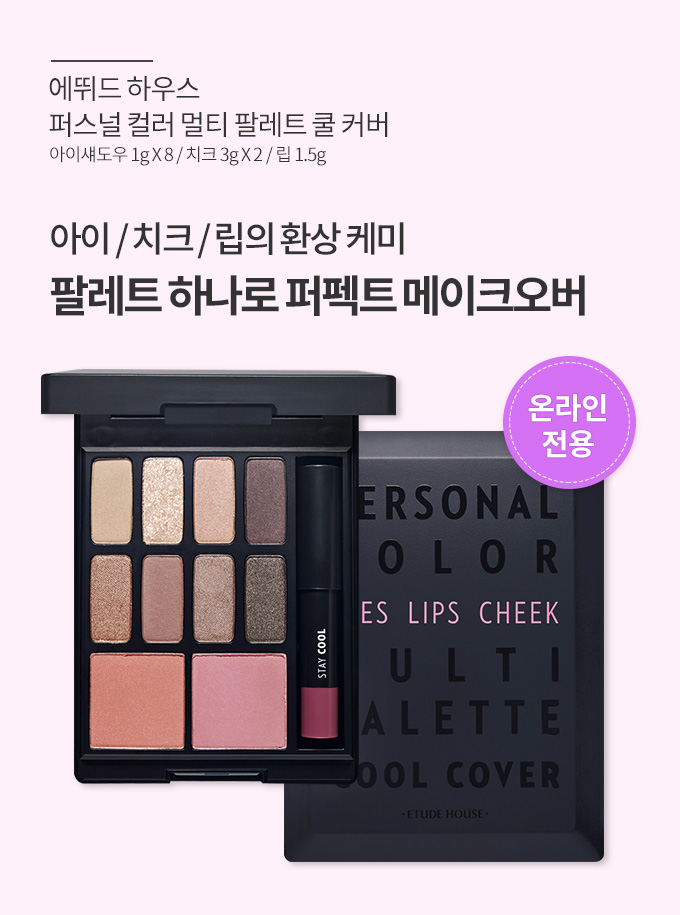 에뛰드 하우스
퍼스널 컬러 멀티 팔레트 쿨 커버
아이섀도우 1g X 8 / 치크 3g X 2 / 립 1.5g
아이 / 치크 / 립의 환상 케미
팔레트 하나로 퍼펙트 메이크오버
온라인
전용
ERSONAL
OLOR
ES LIPS CHEEK
ULTI
ALETTE
COOL COVER
· ETUDE HOUSE ·
STAY COOL